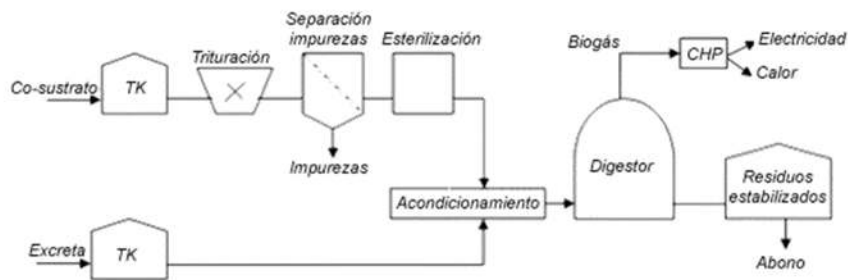 Separación
impurezas
Esterilización
Trituración
Co-sustrato
TK
Impurezas
Biogás
CHP
Electricidad
Calor
Digestor
Acondicionamiento
Residuos
estabilizados
Abono
Excreta
TK